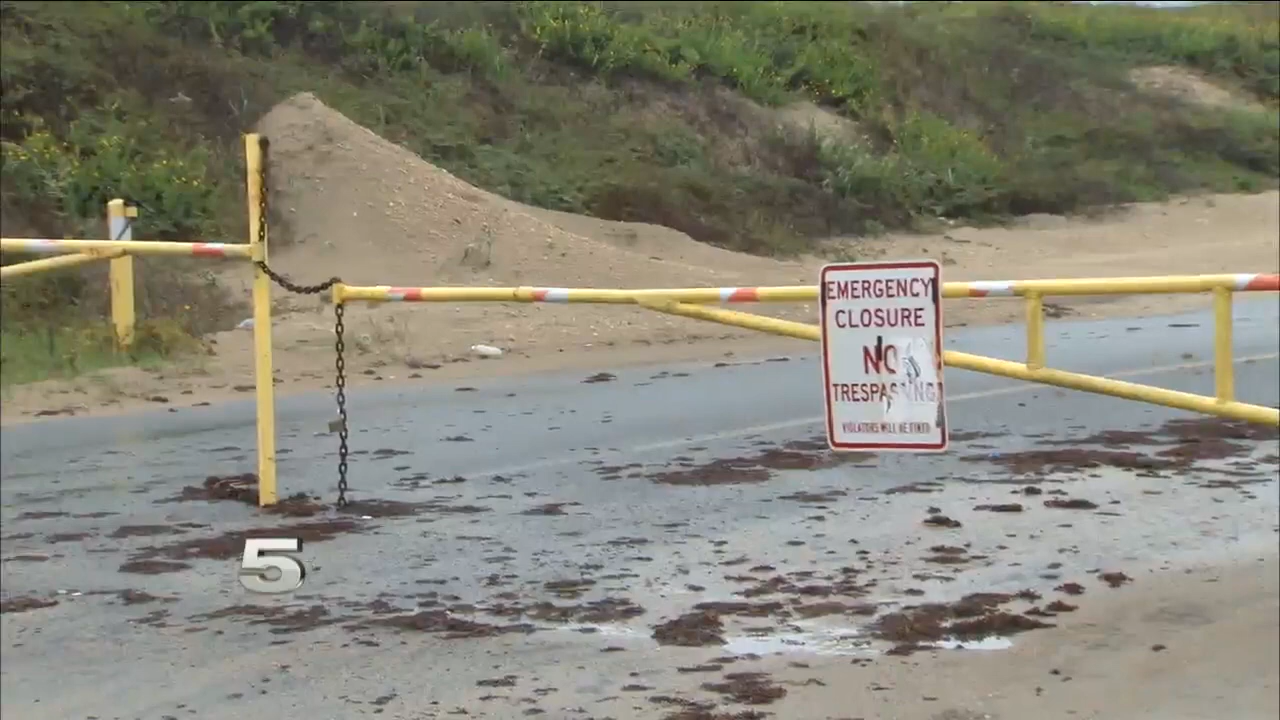 EMERGENCY
CLOSURE
NO
TRESPASSING
VIOLATORS WILL BE FINED
5